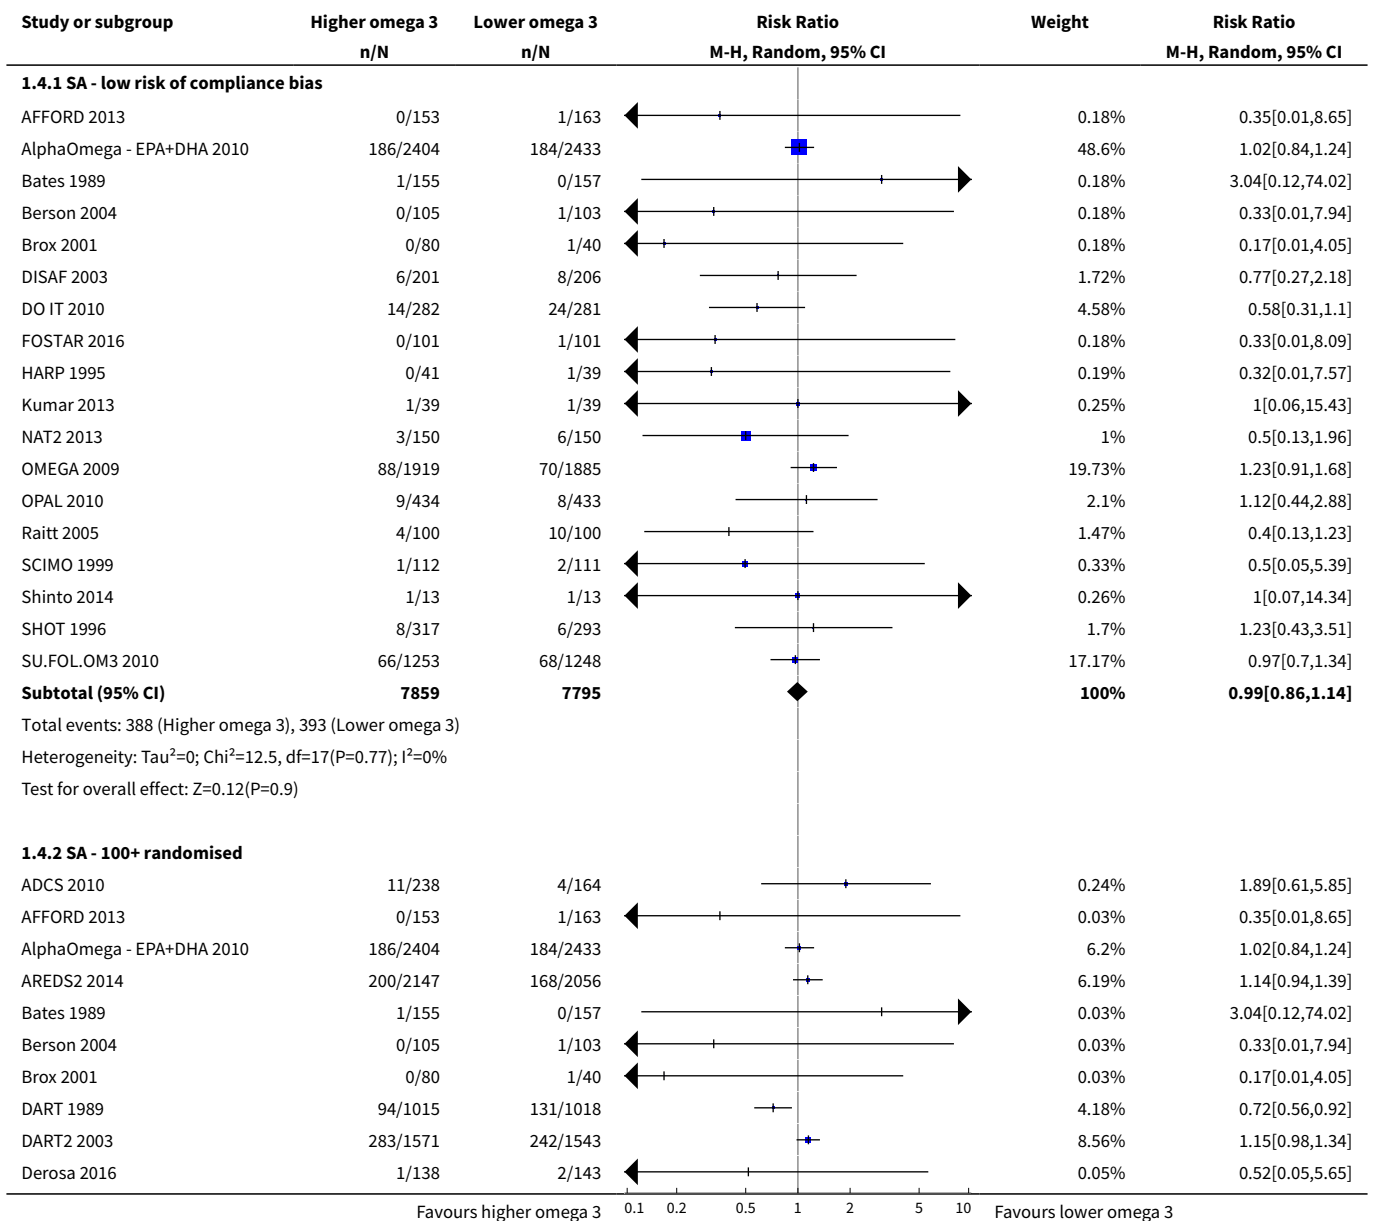 Study or subgroup Higher omega 3 Lower omega 3 Risk Ratio Weight Risk Ratio
n/N n/N M-H, Random, 95% CI M-H, Random, 95% CI
1.4.1 SA - low risk of compliance bias
AFFORD 2013 0/153 1/163 0.18% 0.35[0.01,8.65]
AlphaOmega - EPA+DHA 2010 186/2404 184/2433 48.6% 1.02[0.84,1.24]
Bates 1989 1/155 0/157 0.18% 3.04[0.12,74.02]
Berson 2004 0/105 1/103 0.18% 0.33[0.01,7.94]
Brox 2001 0/80 1/40 0.18% 0.17[0.01,4.05]
DISAF 2003 6/201 8/206 1.72% 0.77[0.27,2.18]
DO IT 2010 14/282 24/281 4.58% 0.58[0.31,1.1]
FOSTAR 2016 0/101 1/101 0.18% 0.33[0.01,8.09]
HARP 1995 0/41 1/39 0.19% 0.32[0.01,7.57]
Kumar 2013 1/39 1/39 0.25% 1[0.06,15.43]
NAT2 2013 3/150 6/150 1% 0.5[0.13,1.96]
OMEGA 2009 88/1919 70/1885 19.73% 1.23[0.91,1.68]
OPAL 2010 9/434 8/433 2.1% 1.12[0.44,2.88]
Raitt 2005 4/100 10/100 1.47% 0.4[0.13,1.23]
SCIMO 1999 1/112 2/111 0.33% 0.5[0.05,5.39]
Shinto 2014 1/13 1/13 0.26% 1[0.07,14.34]
SHOT 1996 8/317 6/293 1.7% 1.23[0.43,3.51]
SU.FOL.OM3 2010 66/1253 68/1248 17.17% 0.97[0.7,1.34]
Subtotal (95% CI) 7859 7795 100% 0.99[0.86,1.14]
Total events: 388 (Higher omega 3), 393 (Lower omega 3)
Heterogeneity: Tau²=0; Chi²=12.5, df=17(P=0.77); I²=0%
Test for overall effect: Z=0.12(P=0.9)
1.4.2 SA - 100+ randomised
ADCS 2010 11/238 4/164 0.24% 1.89[0.61,5.85]
AFFORD 2013 0/153 1/163 0.03% 0.35[0.01,8.65]
AlphaOmega - EPA+DHA 2010 186/2404 184/2433 6.2% 1.02[0.84,1.24]
AREDS2 2014 200/2147 168/2056 6.19% 1.14[0.94,1.39]
Bates 1989 1/155 0/157 0.03% 3.04[0.12,74.02]
Berson 2004 0/105 1/103 0.03% 0.33[0.01,7.94]
Brox 2001 0/80 1/40 0.03% 0.17[0.01,4.05]
DART 1989 94/1015 131/1018 4.18% 0.72[0.56,0.92]
DART2 2003 283/1571 242/1543 8.56% 1.15[0.98,1.34]
Derosa 2016 1/138 2/143 0.05% 0.52[0.05,5.65]
Favours higher omega 3 0.1 0.2 0.5 1 2 5 10 Favours lower omega 3